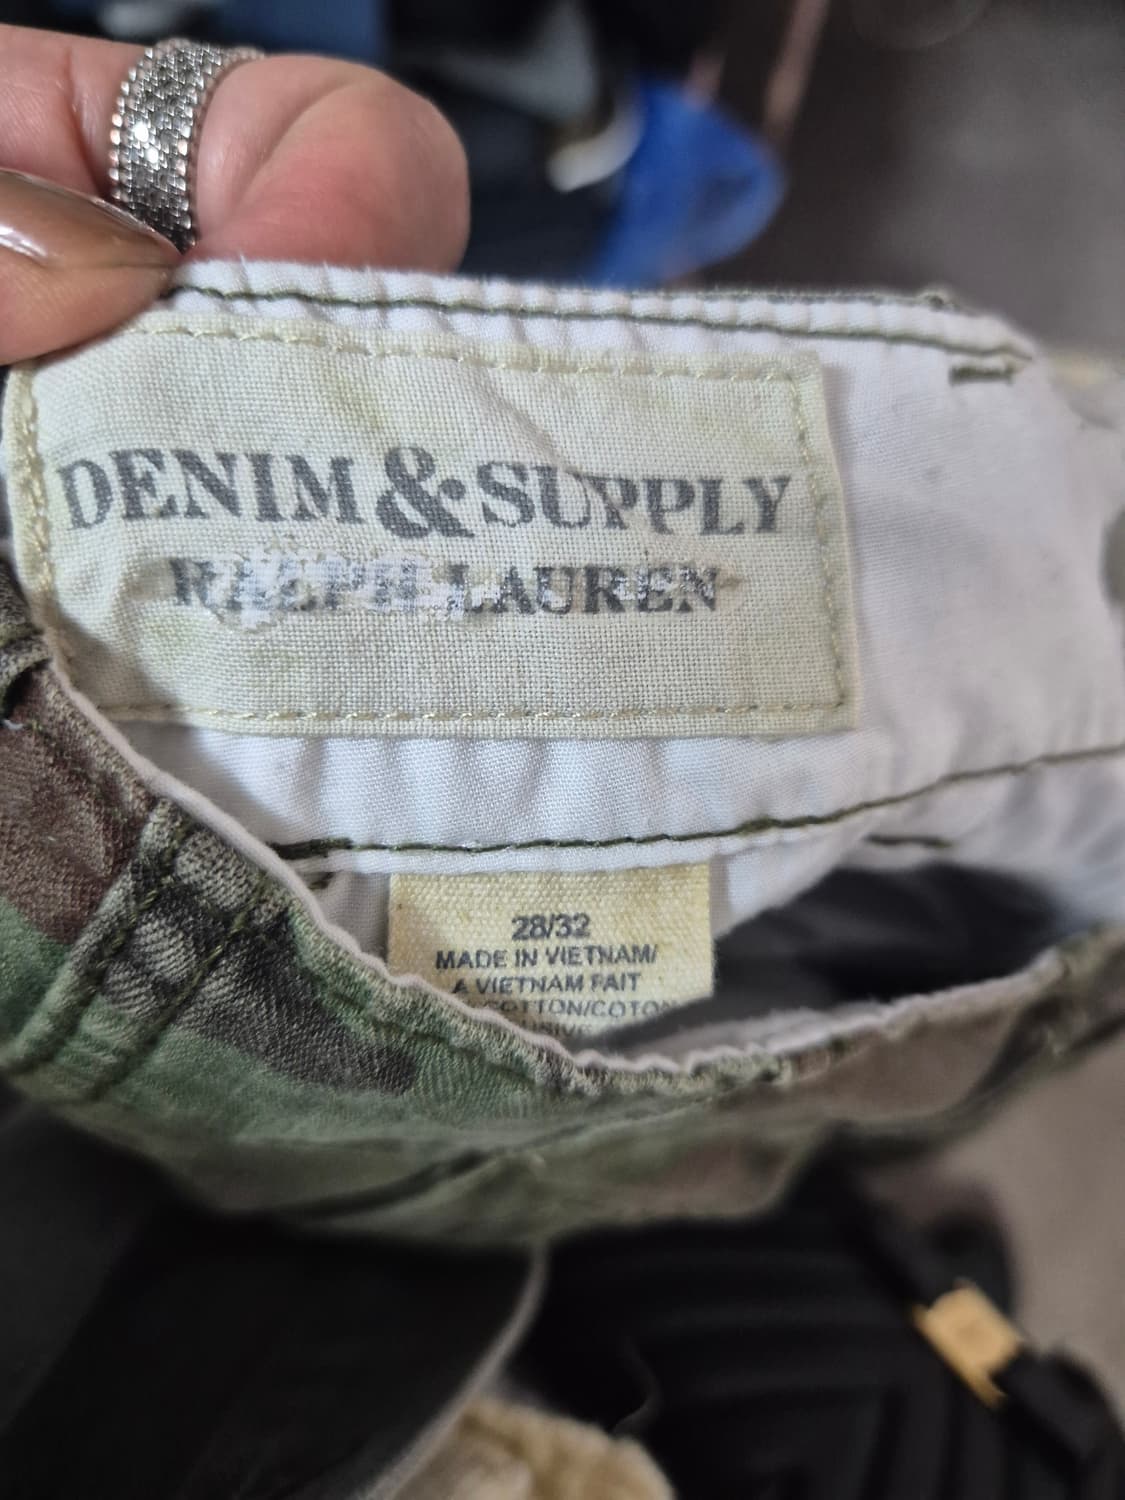 DENIM & SUPPLY
RALPH LAUREN
28/32
MADE IN VIETNAM/
A VIETNAM FAIT
COTTON/COTON